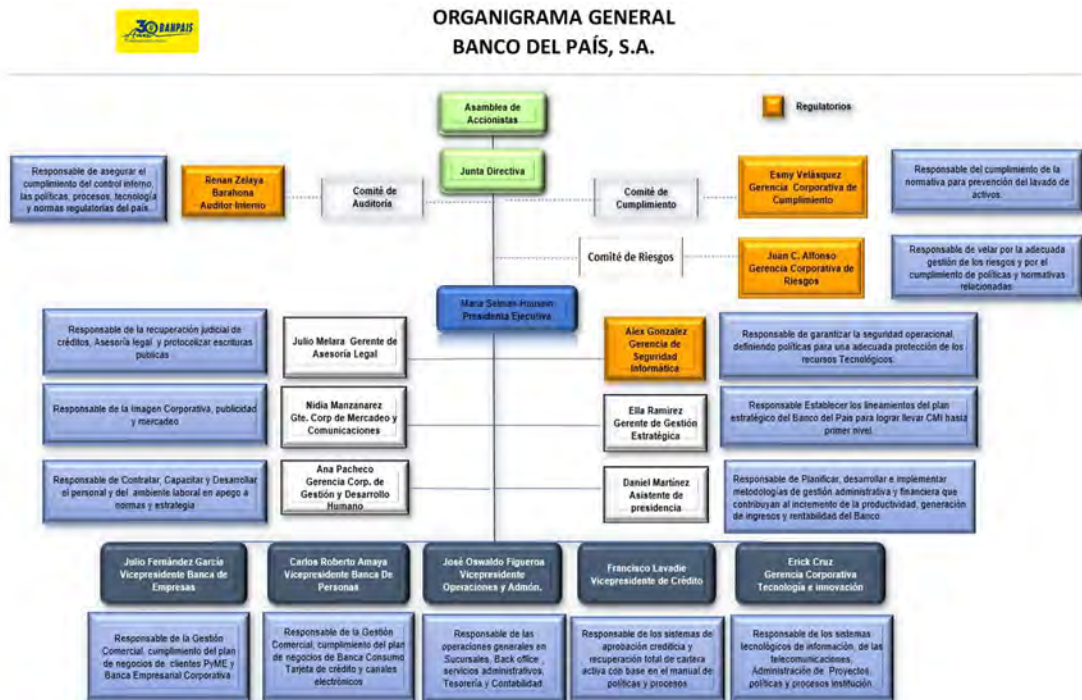 30 BANPAIS
ORGANIGRAMA GENERAL
BANCO DEL PAÍS, S.A.
Asamblea de
Accionistas
Regulatorios
Junta Directiva
Responsable de asegurar el
cumplimiento del control interno,
las políticas, procesos, tecnología
y normas regulatorias del país.
Renan Zelaya
Barahona
Auditor Interno
Comité de
Auditoría
Comité de
Cumplimiento
Esmy Velásquez
Gerencia Corporativa de
Cumplimiento
Responsable del cumplimiento de la
normativa para prevención del lavado de
activos.
Comité de Riesgos
Juan C. Alfonso
Gerencia Corporativa de
Riesgos
Responsable de velar por la adecuada
gestión de los riesgos y por el
cumplimiento de políticas y normativas
relacionadas
Presidenta Ejecutiva
Responsable de la recuperación judicial de
créditos, Asesoría legal y protocolizar escrituras
publicas
Julio Melara Gerente de
Asesoría Legal
Alex Gonzalez
Gerencia de
Seguridad
Informática
Responsable de garantizar la seguridad operacional,
definiendo políticas para una adecuada protección de los
recursos Tecnológicos.
Responsable de la Imagen Corporativa, publicidad
y mercadeo
Nidia Manzanarez
Gte. Corp de Mercadeo y
Comunicaciones
Ella Ramirez
Gerente de Gestión
Estratégica
Responsable Establecer los lineamientos del plan
estratégico del Banco del Pais para lograr llevar CMI hasta
primer nivel.
Responsable de Contratar, Capacitar y Desarrollar
el personal y del ambiente laboral en apego a
normas y estrategia
Ana Pacheco
Gerencia Corp. de
Gestión y Desarrollo
Humano
Daniel Martínez
Asistente de
presidencia
Responsable de Planificar, desarrollar e implementar
metodologías de gestión administrativa y financiera que
contribuyan al incremento de la productividad, generación
de ingresos y rentabilidad del Banco.
Julio Fernández García
Vicepresidente Banca de
Empresas
Carlos Roberto Amaya
Vicepresidente Banca De
Personas
José Oswaldo Figueroa
Vicepresidente
Operaciones y Admón.
Francisco Lavadie
Vicepresidente de Crédito
Erick Cruz
Gerencia Corporativa
Tecnología e innovación
Responsable de la Gestión
Comercial, cumplimiento del plan
de negocios de clientes PyME y
Banca Empresarial Corporativa
Responsable de la Gestión
Comercial, cumplimiento del plan
de negocios de Banca Consumo
Tarjeta de crédito y canales
electrónicos
Responsable de las
operaciones generales en
Sucursales, Back office ,
servicios administrativos,
Tesorería y Contabilidad.
Responsable de los sistemas de
aprobación crediticia y
recuperación total de cartera
activa con base en el manual de
políticas y procesos
Responsable de los sistemas
tecnológicos de información, de las
telecomunicaciones,
Administración de Proyectos,
políticas y procesos institución.